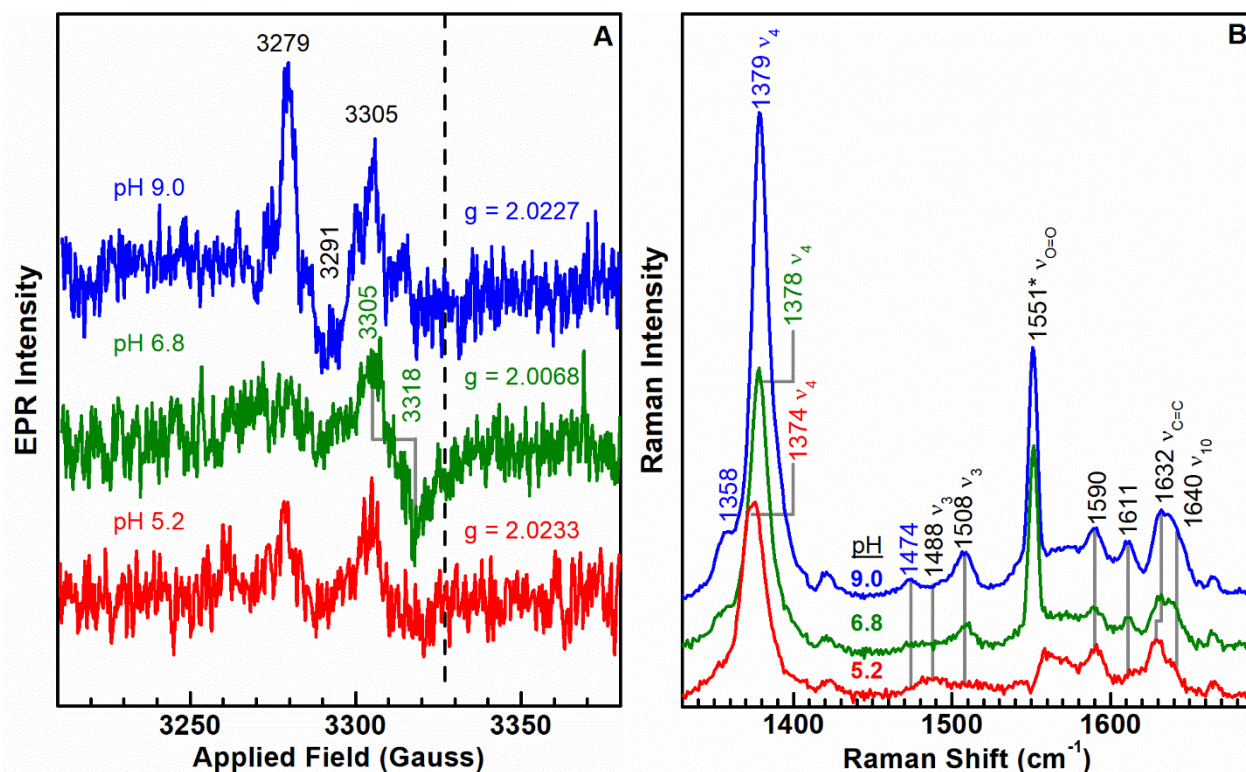 A
3279
3305
pH 9.0
g = 2.0227
3291
3305
pH 6.8
3318
g = 2.0068
pH 5.2
g = 2.0233
EPR Intensity
3250
3300
3350
Applied Field (Gauss)
B
1379 ν4
1378 ν4
1374 ν4
1551* νO=O
1358
1474
1488 ν3
1508 ν3
1590
1611
1632 νC=C
1640 ν10
pH
9.0
6.8
5.2
Raman Intensity
1400
1500
1600
Raman Shift (cm-1)